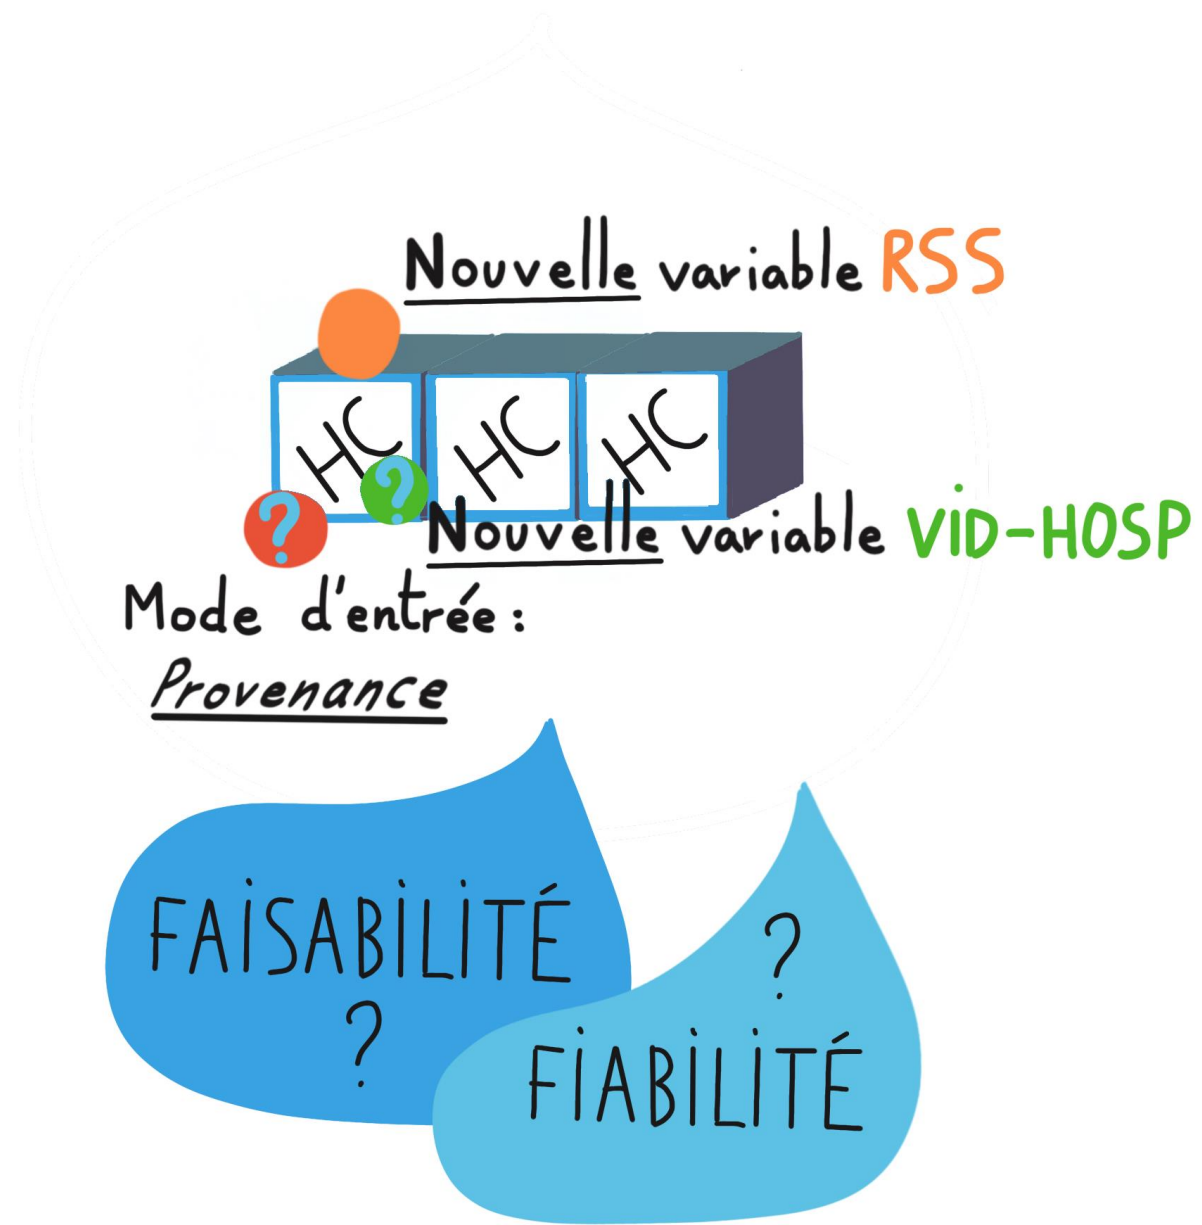 Nouvelle variable RSS
HC HC HC
? ?
Nouvelle variable VID-HOSP
Mode d'entrée :
Provenance
FAISABILITÉ
?
?
FIABILITÉ